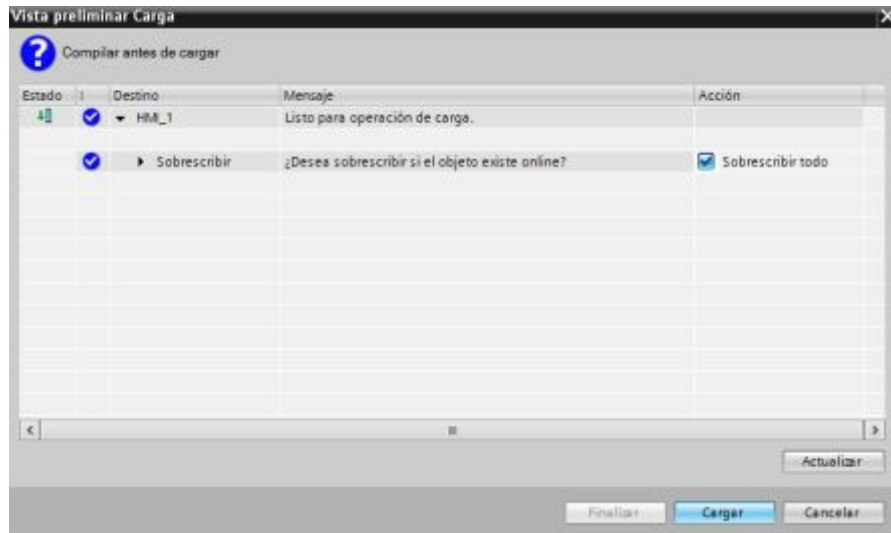 Vista preliminar Carga
Compilar antes de cargar
Estado ! Destino Mensaje Acción
HMI_1 Listo para operación de carga.
Sobrescribir ¿Desea sobrescribir si el objeto existe online? Sobrescribir todo
Actualizar
Finalizar Cargar Cancelar